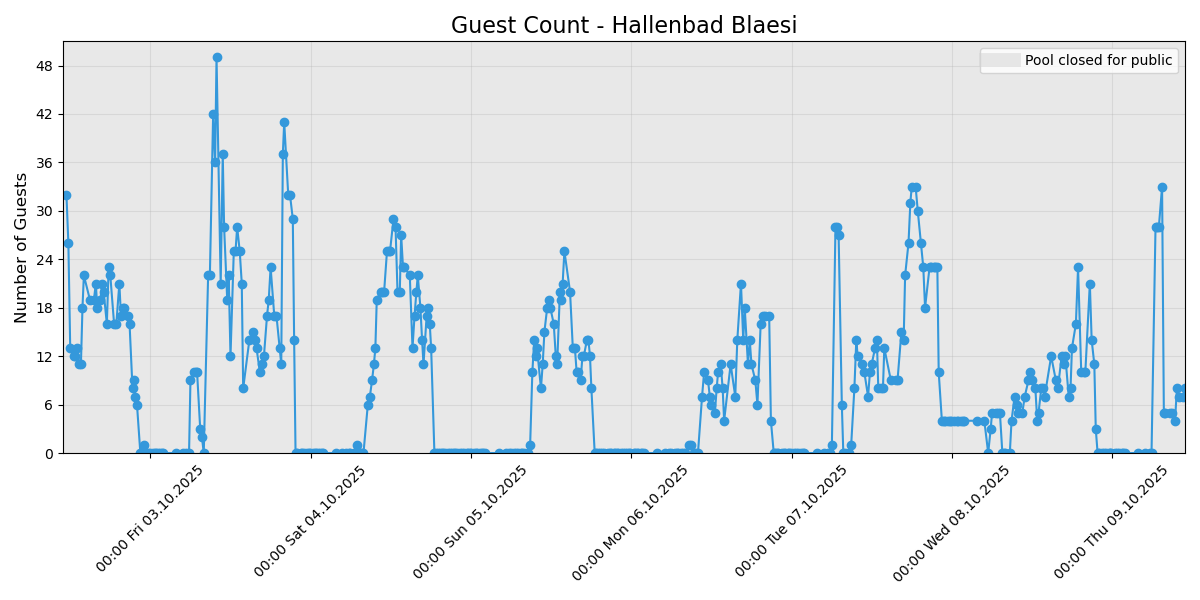 Guest Count - Hallenbad Blaesi
Pool closed for public
Number of Guests
48
42
36
30
24
18
12
6
0
00:00 Fri 03.10.2025
00:00 Sat 04.10.2025
00:00 Sun 05.10.2025
00:00 Mon 06.10.2025
00:00 Tue 07.10.2025
00:00 Wed 08.10.2025
00:00 Thu 09.10.2025